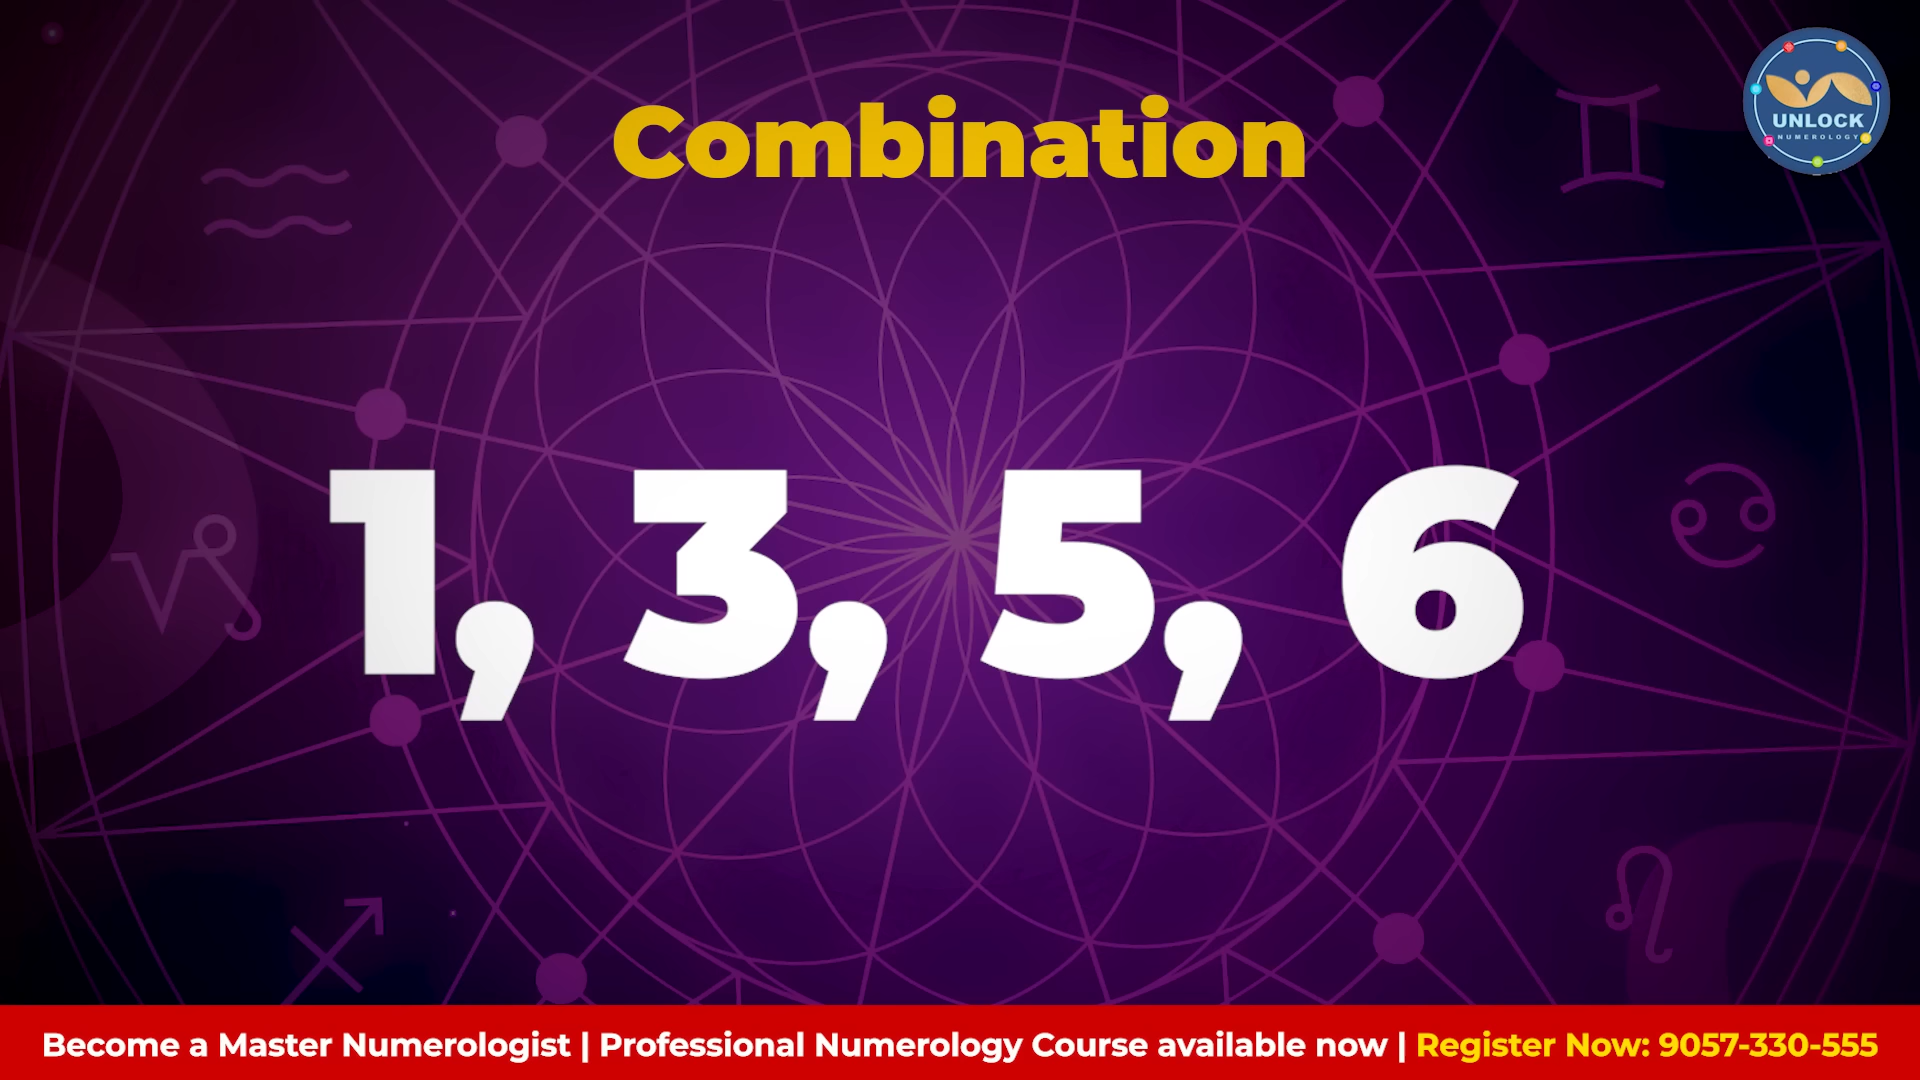 Combination
UNLOCK
NUMEROLOGY
1, 3, 5, 6
Become a Master Numerologist | Professional Numerology Course available now | Register Now: 9057-330-555